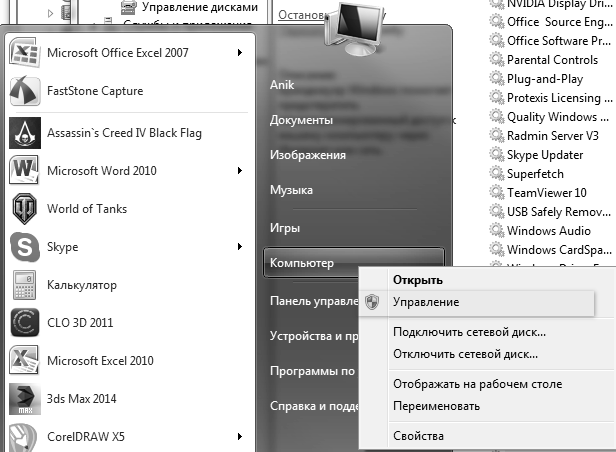 Управление дисками
Microsoft Office Excel 2007
FastStone Capture
Assassin`s Creed IV Black Flag
Microsoft Word 2010
World of Tanks
Skype
Калькулятор
CLO 3D 2011
Microsoft Excel 2010
3ds Max 2014
CorelDRAW X5
Anik
Документы
Изображения
Музыка
Игры
Компьютер
Панель управле
Устройства и пр
Программы по
Справка и подде
Открыть
Управление
Подключить сетевой диск...
Отключить сетевой диск...
Отображать на рабочем столе
Переименовать
Свойства
NVIDIA Display Dri...
Office Source Eng...
Office Software Pr...
Parental Controls
Plug-and-Play
Protexis Licensing ...
Quality Windows ...
Radmin Server V3
Skype Updater
Superfetch
TeamViewer 10
USB Safely Remov...
Windows Audio
Windows CardSpa...